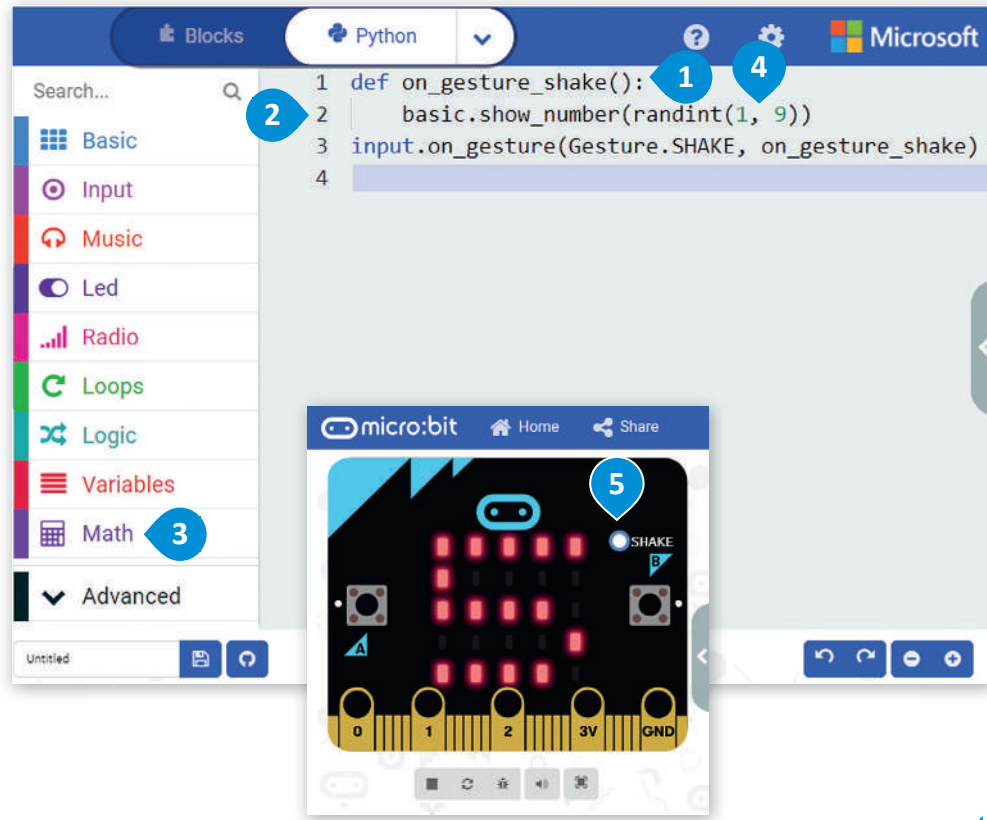 Blocks
Python
?
Microsoft
Search...
Basic
Input
Music
Led
Radio
Loops
Logic
Variables
Math
Advanced
Untitled
1 def on_gesture_shake():
2 basic.show_number(randint(1, 9))
3 input.on_gesture(Gesture.SHAKE, on_gesture_shake)
4
1
4
2
3
micro:bit Home Share
5
SHAKE
B
A
0 1 2 3V GND